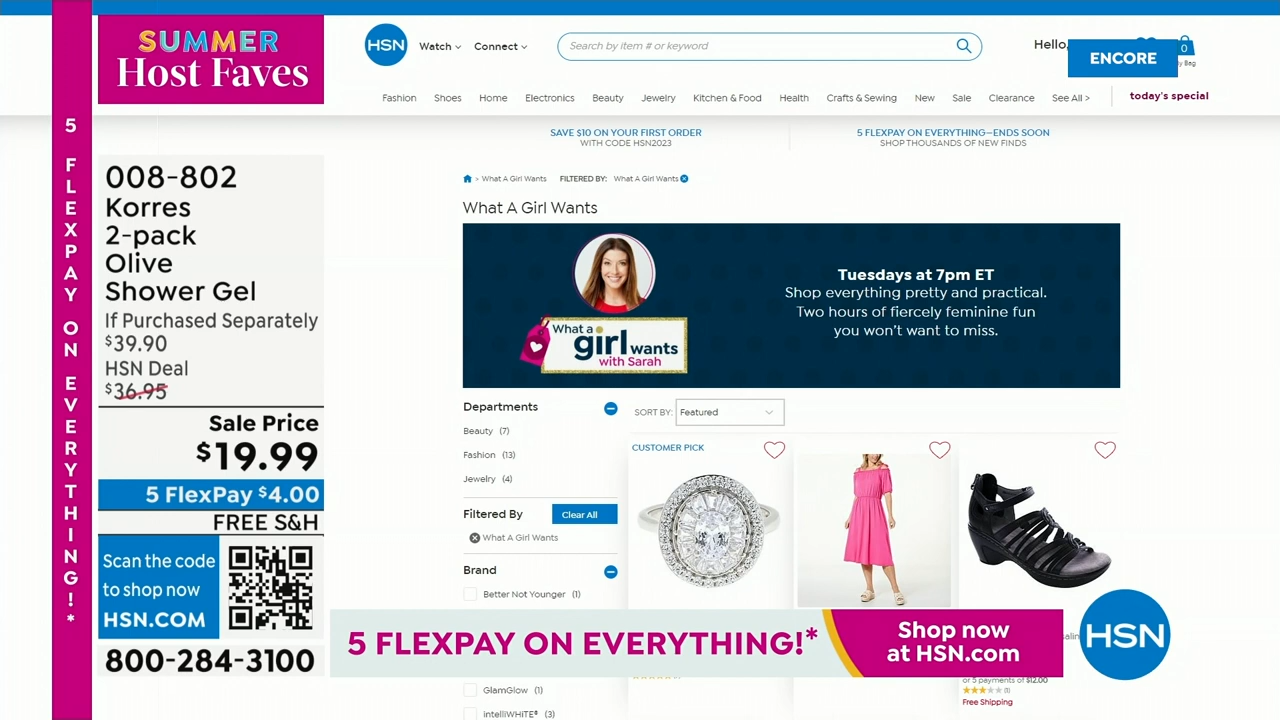 SUMMER
Host Faves
5 FLEXPAY ON EVERYTHING!*
008-802
Korres
2-pack
Olive
Shower Gel
If Purchased Separately
$39.90
HSN Deal
$36.95
Sale Price
$19.99
5 FlexPay $4.00
FREE S&H
Scan the code
to shop now
HSN.COM
800-284-3100
HSN
Watch
Connect
Search by item # or keyword
Hello,
ENCORE
0
Bag
Fashion
Shoes
Home
Electronics
Beauty
Jewelry
Kitchen & Food
Health
Crafts & Sewing
New
Sale
Clearance
See All >
today's special
SAVE $10 ON YOUR FIRST ORDER
WITH CODE HSN2023
5 FLEXPAY ON EVERYTHING—ENDS SOON
SHOP THOUSANDS OF NEW FINDS
> What A Girl Wants
FILTERED BY: What A Girl Wants
What A Girl Wants
What a
girl wants
with Sarah
Tuesdays at 7pm ET
Shop everything pretty and practical.
Two hours of fiercely feminine fun
you won't want to miss.
Departments
Beauty (7)
Fashion (13)
Jewelry (4)
Filtered By
Clear All
What A Girl Wants
Brand
Better Not Younger (1)
GlamGlow (1)
intelliWHiTE® (3)
SORT BY: Featured
CUSTOMER PICK
or 5 payments of $12.00
(1)
Free Shipping
5 FLEXPAY ON EVERYTHING!*
Shop now
at HSN.com
HSN